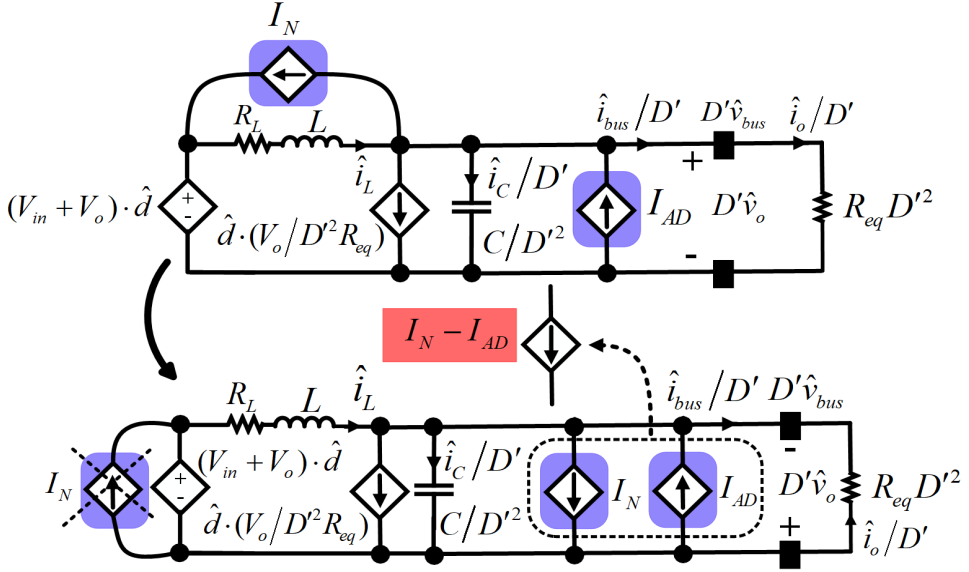 I_N
R_L
L
î_bus/D′
D′v̂_bus
î_o/D′
î_L
î_C/D′
+
(V_in + V_o)·d̂
+
-
I_AD
D′v̂_o
R_eq D′²
d̂·(V_o/D′² R_eq)
C/D′²
-
I_N − I_AD
R_L
L
î_L
î_bus/D′
D′v̂_bus
(V_in + V_o)·d̂
î_C/D′
-
I_N
+
-
I_N
I_AD
D′v̂_o
R_eq D′²
d̂·(V_o/D′² R_eq)
C/D′²
+
î_o/D′